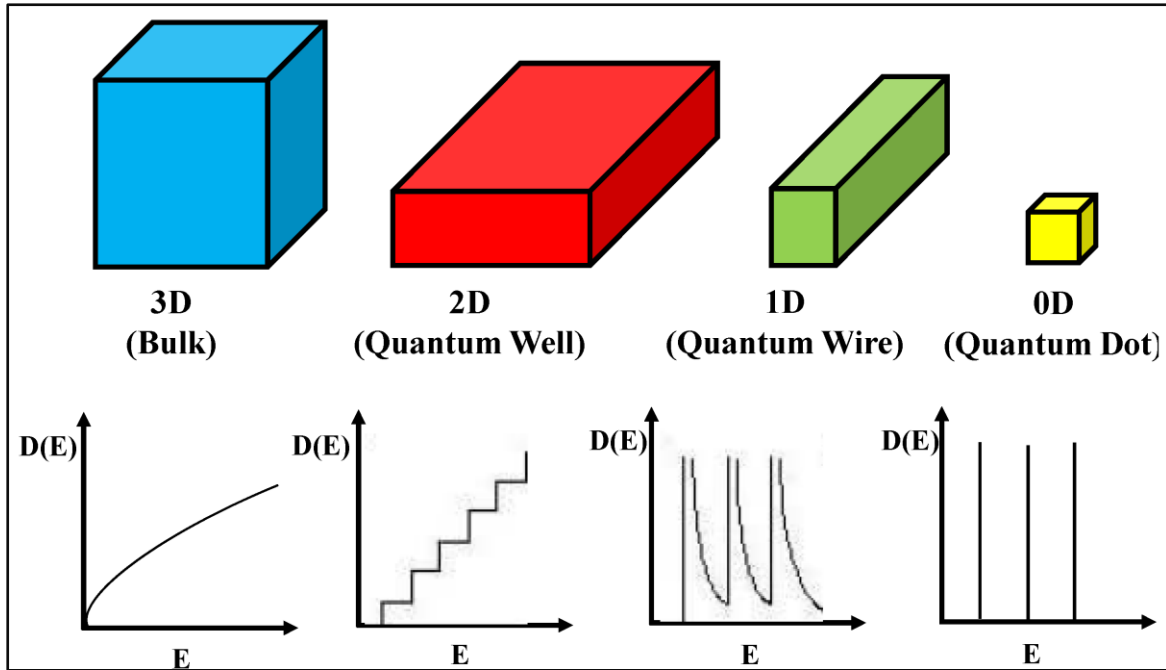 3D
(Bulk)
2D
(Quantum Well)
1D
(Quantum Wire)
0D
(Quantum Dot)
D(E)
E
D(E)
E
D(E)
E
D(E)
E